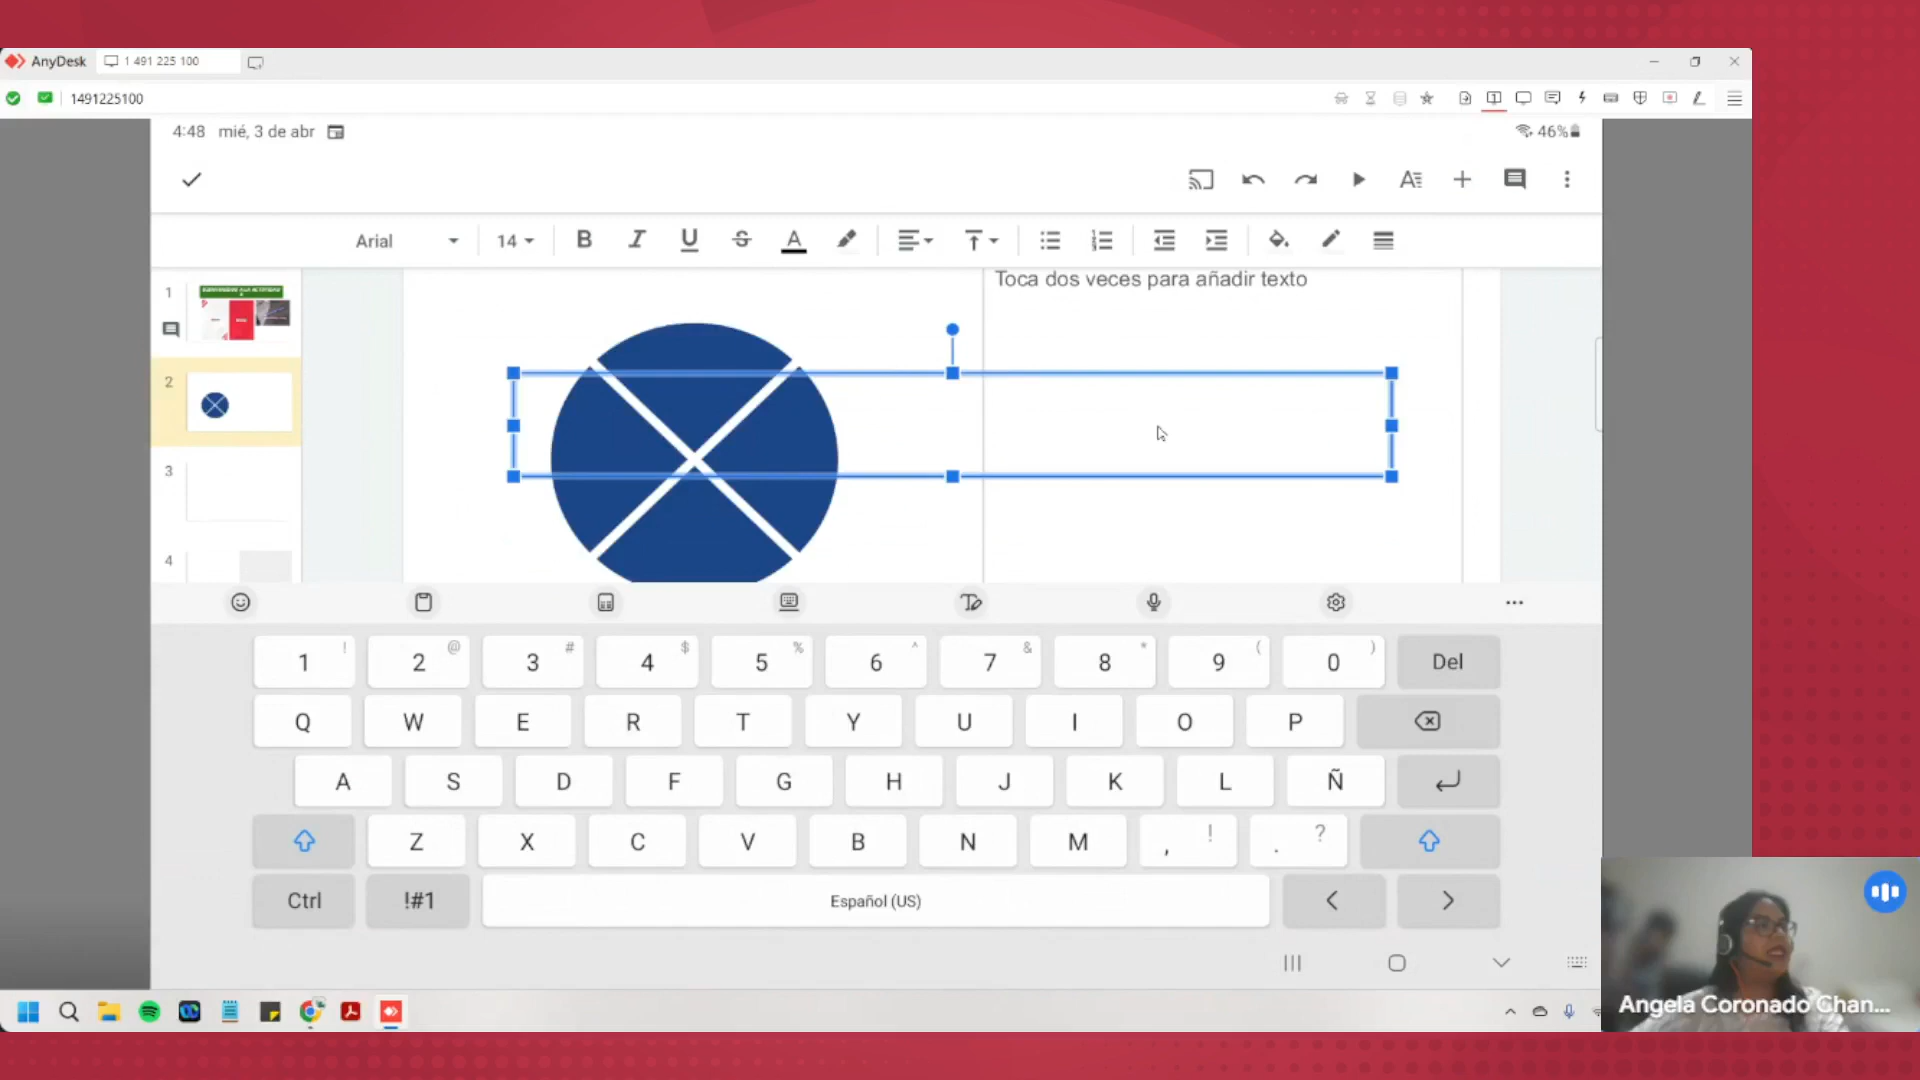 AnyDesk
1 491 225 100
1491225100
4:48 mié, 3 de abr
46%
Arial
14
B I U S A
1
2
3
4
Toca dos veces para añadir texto
1 ! 2 @ 3 # 4 $ 5 % 6 ^ 7 & 8 * 9 ( 0 ) Del
Q W E R T Y U I O P
A S D F G H J K L Ñ
Z X C V B N M , ! . ?
Ctrl !#1 Español (US) < >
Angela Coronado Chan...